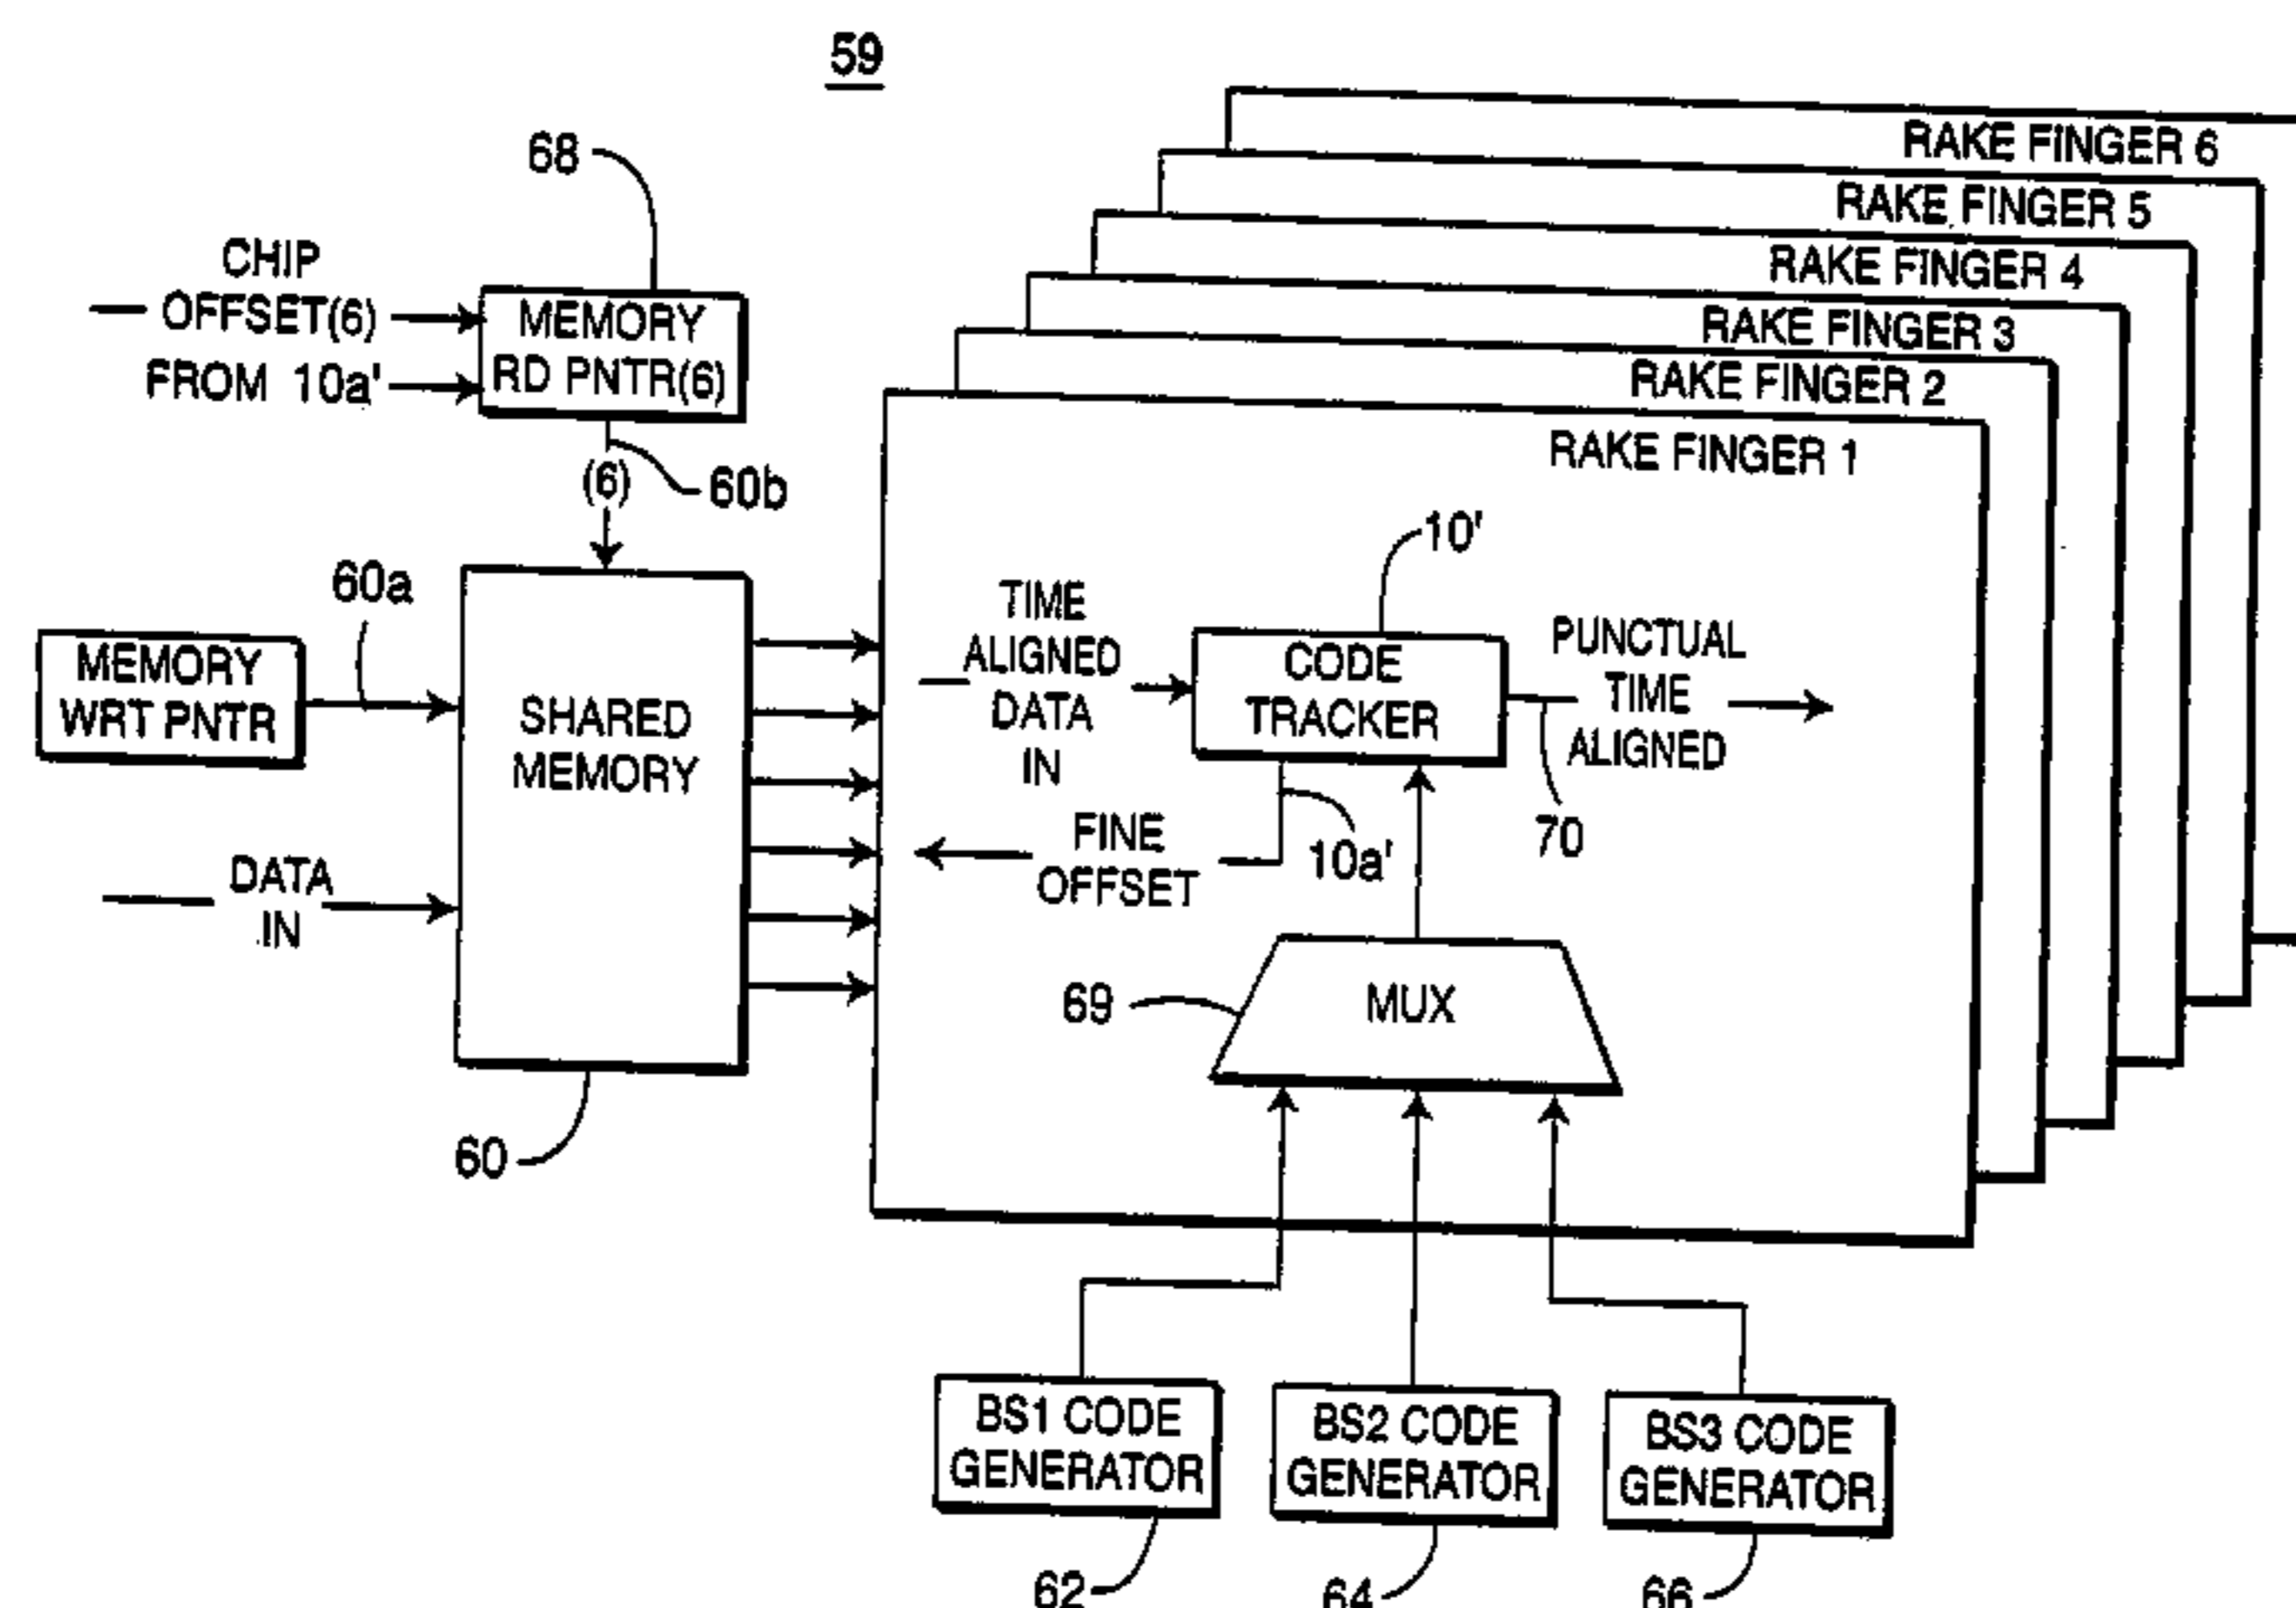 59
68
CHIP
OFFSET(6)
FROM 10a'
MEMORY
RD PNTR(6)
(6)
60b
60a
MEMORY
WRT PNTR
SHARED
MEMORY
DATA
IN
60
RAKE FINGER 6
RAKE FINGER 5
RAKE FINGER 4
RAKE FINGER 3
RAKE FINGER 2
RAKE FINGER 1
10'
TIME
ALIGNED
DATA
IN
CODE
TRACKER
PUNCTUAL
TIME
ALIGNED
70
FINE
OFFSET
10a'
69
MUX
BS1 CODE
GENERATOR
BS2 CODE
GENERATOR
BS3 CODE
GENERATOR
62
64
66